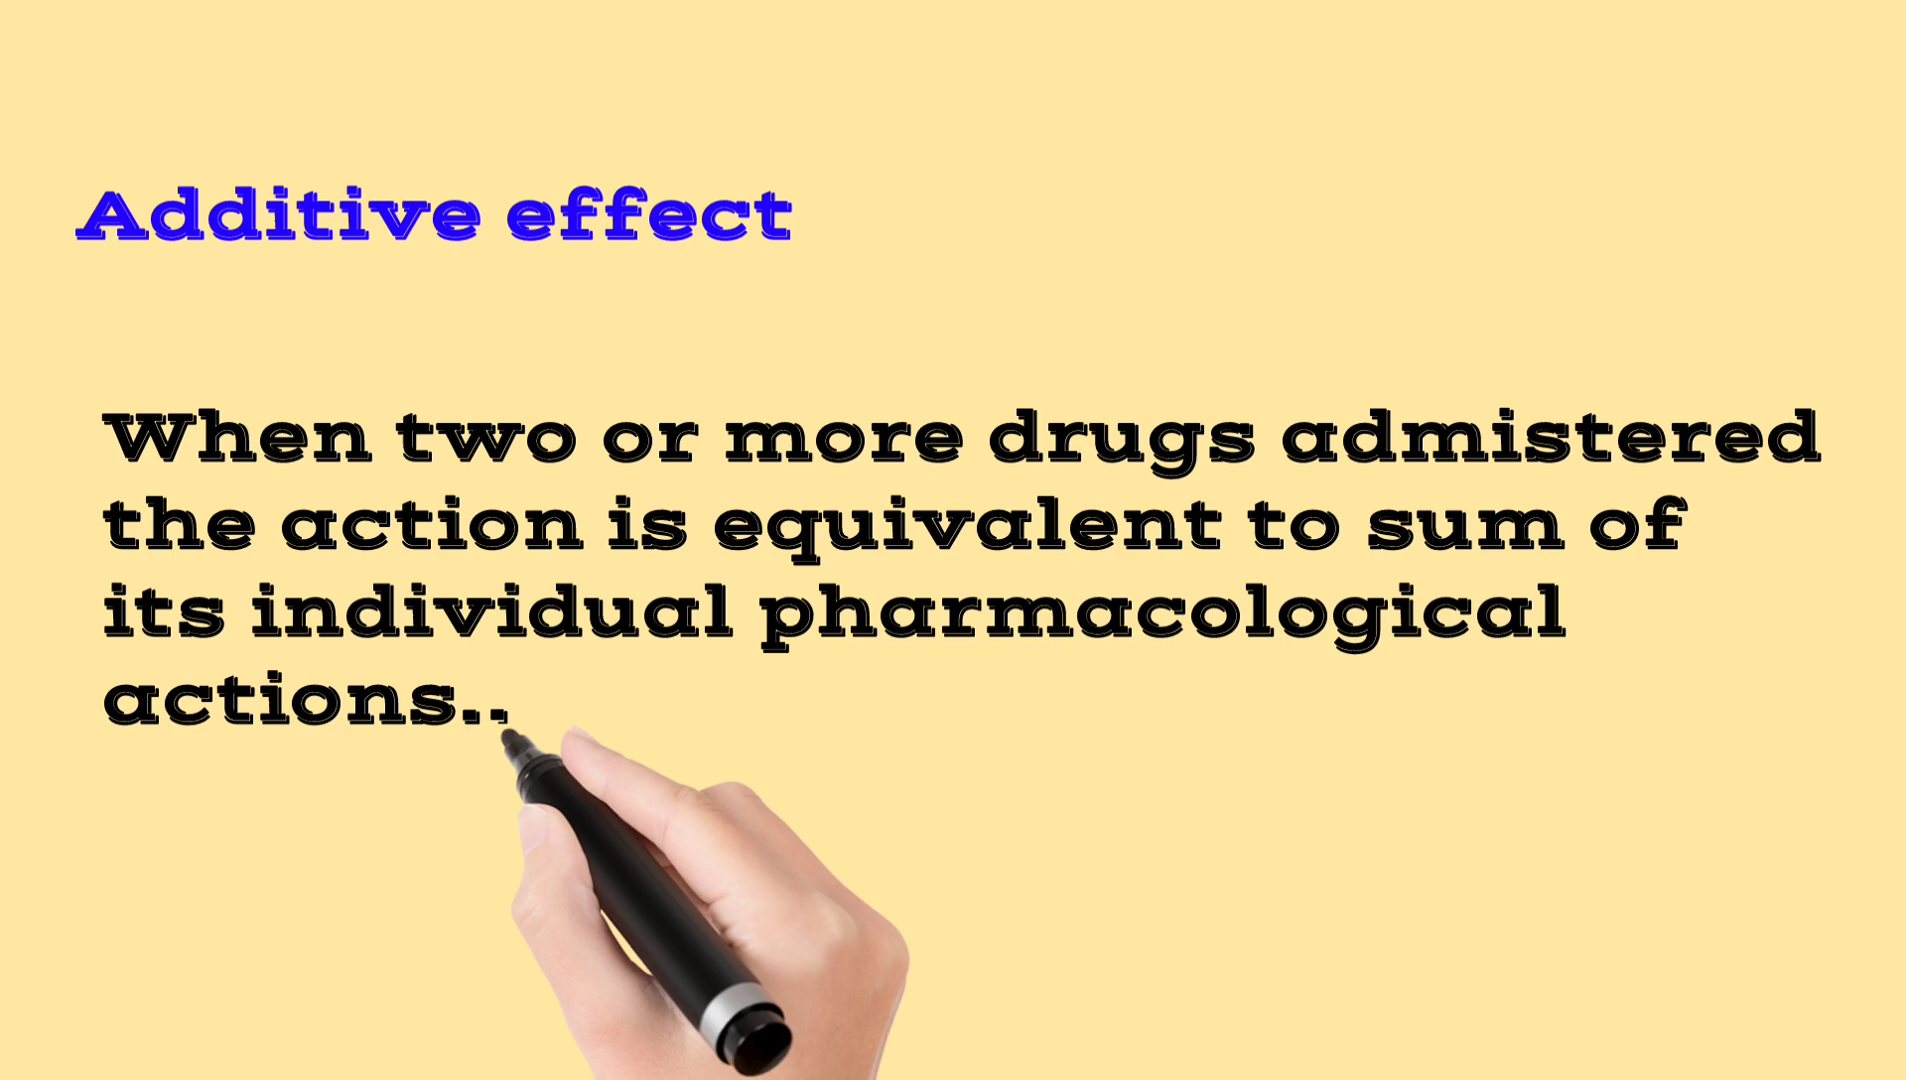 Additive effect
When two or more drugs admistered
the action is equivalent to sum of
its individual pharmacological
actions..